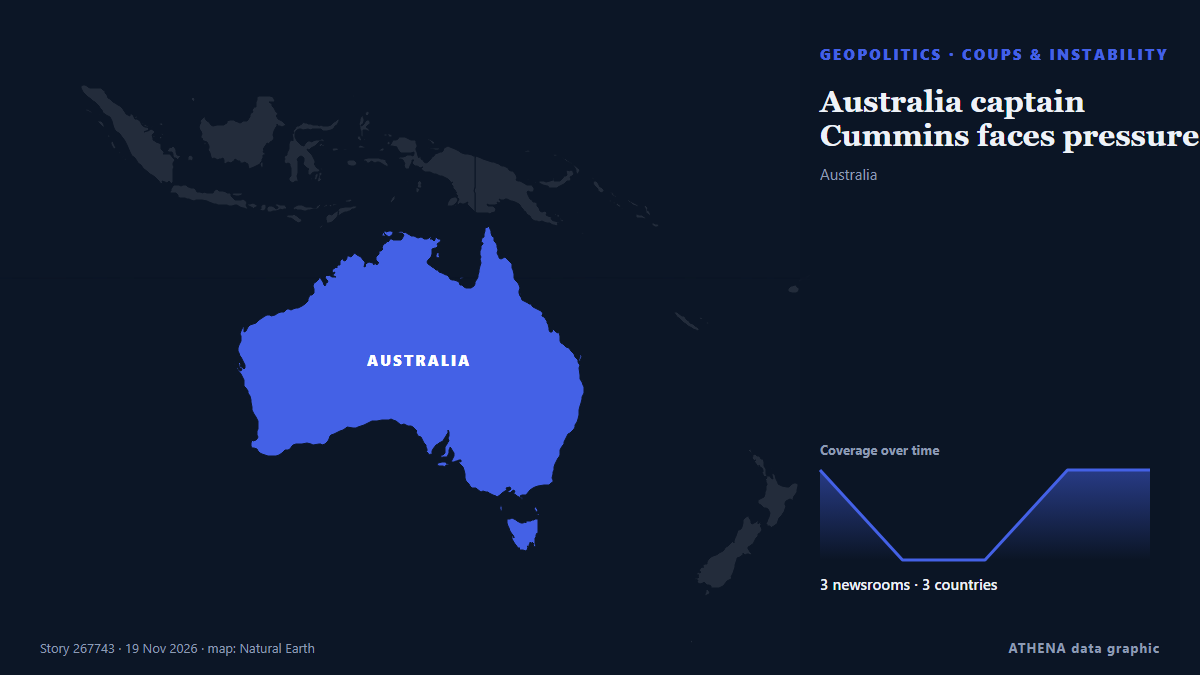 GEOPOLITICS · COUPS & INSTABILITY
Australia captain
Cummins faces pressure
Australia
AUSTRALIA
Coverage over time
3 newsrooms · 3 countries
Story 267743 · 19 Nov 2026 · map: Natural Earth
ATHENA data graphic